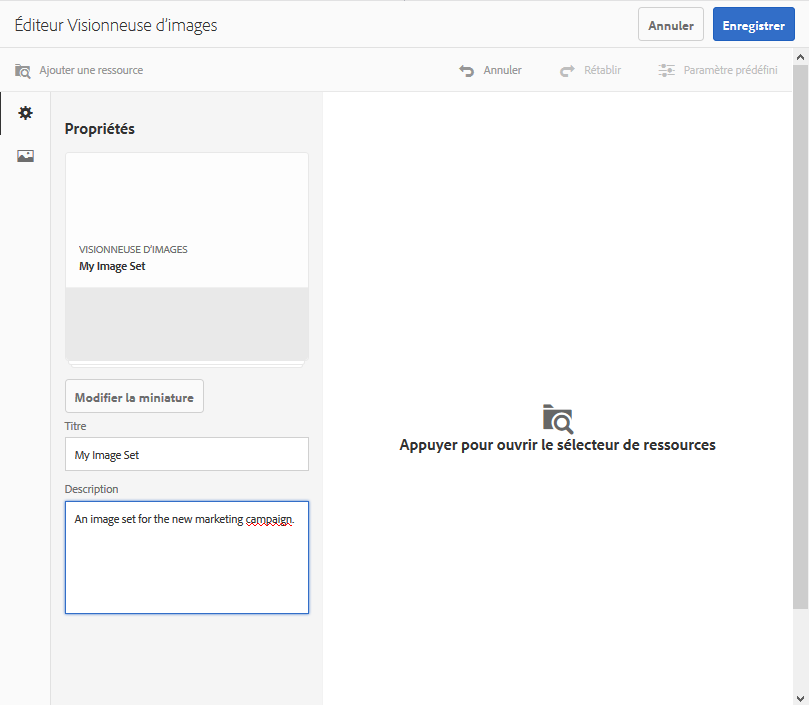 Éditeur Visionneuse d’images
Annuler
Enregistrer
Ajouter une ressource
Annuler
Rétablir
Paramètre prédéfini
Propriétés
VISIONNEUSE D’IMAGES
My Image Set
Modifier la miniature
Titre
My Image Set
Description
An image set for the new marketing campaign.
Appuyer pour ouvrir le sélecteur de ressources